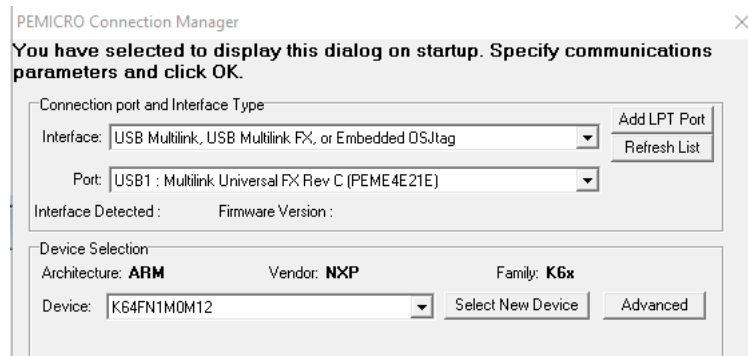 PEMICRO Connection Manager
You have selected to display this dialog on startup. Specify communications
parameters and click OK.
Connection port and Interface Type
Add LPT Port
Interface: USB Multilink, USB Multilink FX, or Embedded OSJtag
Refresh List
Port: USB1 : Multilink Universal FX Rev C (PEME4E21E)
Interface Detected : Firmware Version :
Device Selection
Architecture: ARM Vendor: NXP Family: K6x
Device: K64FN1M0M12 Select New Device Advanced